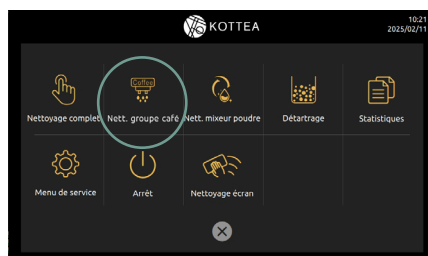 KOTTEA
10:21
2025/02/11
Coffee
Nettoyage complet
Nett. groupe café
Nett. mixeur poudre
Détartrage
Statistiques
Menu de service
Arrêt
Nettoyage écran